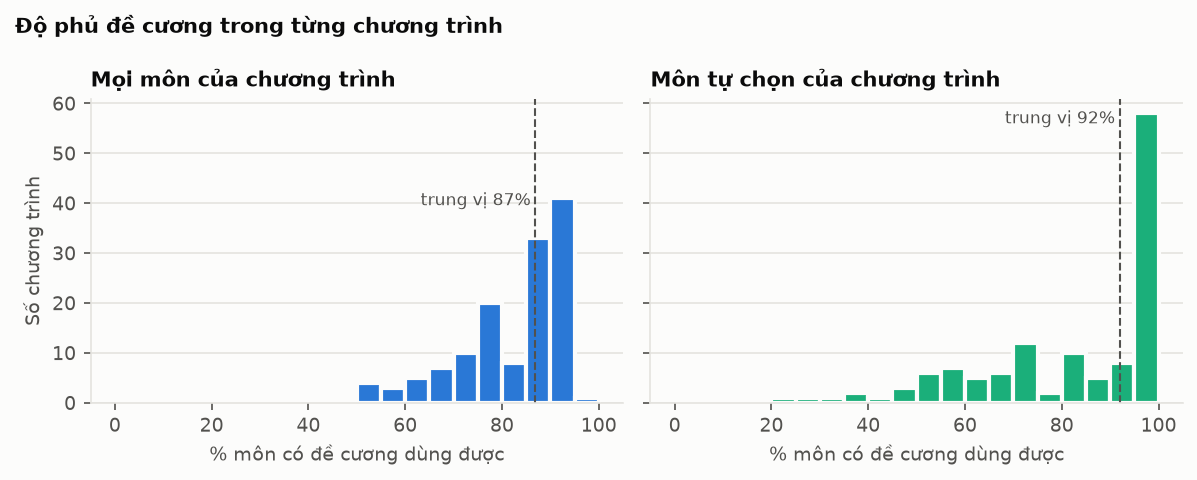 Độ phủ đề cương trong từng chương trình
Mọi môn của chương trình
Số chương trình
60
50
40
30
20
10
0
trung vị 87%
0 20 40 60 80 100
% môn có đề cương dùng được
Môn tự chọn của chương trình
trung vị 92%
0 20 40 60 80 100
% môn có đề cương dùng được